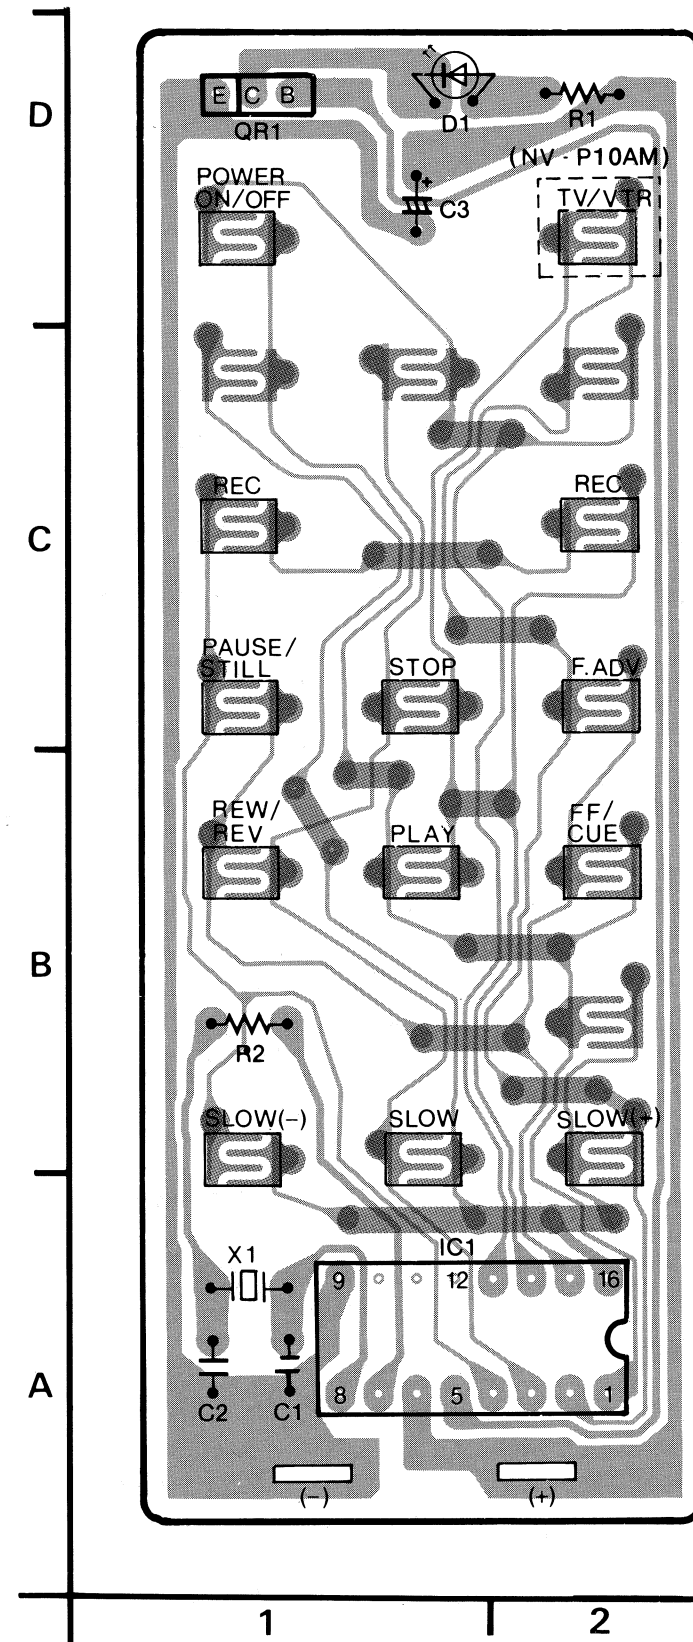 D
E C B
QR1
D1
R1
(NV - P10AM)
POWER
ON/OFF
+
C3
TV/VTR
C
REC
REC
PAUSE/
STILL
STOP
F.ADV
REW/
REV
PLAY
FF/
CUE
B
R2
SLOW(-)
SLOW
SLOW(+)
X1
IC1
9 12 16
A
8 5 1
C2
C1
(-)
(+)
1
2